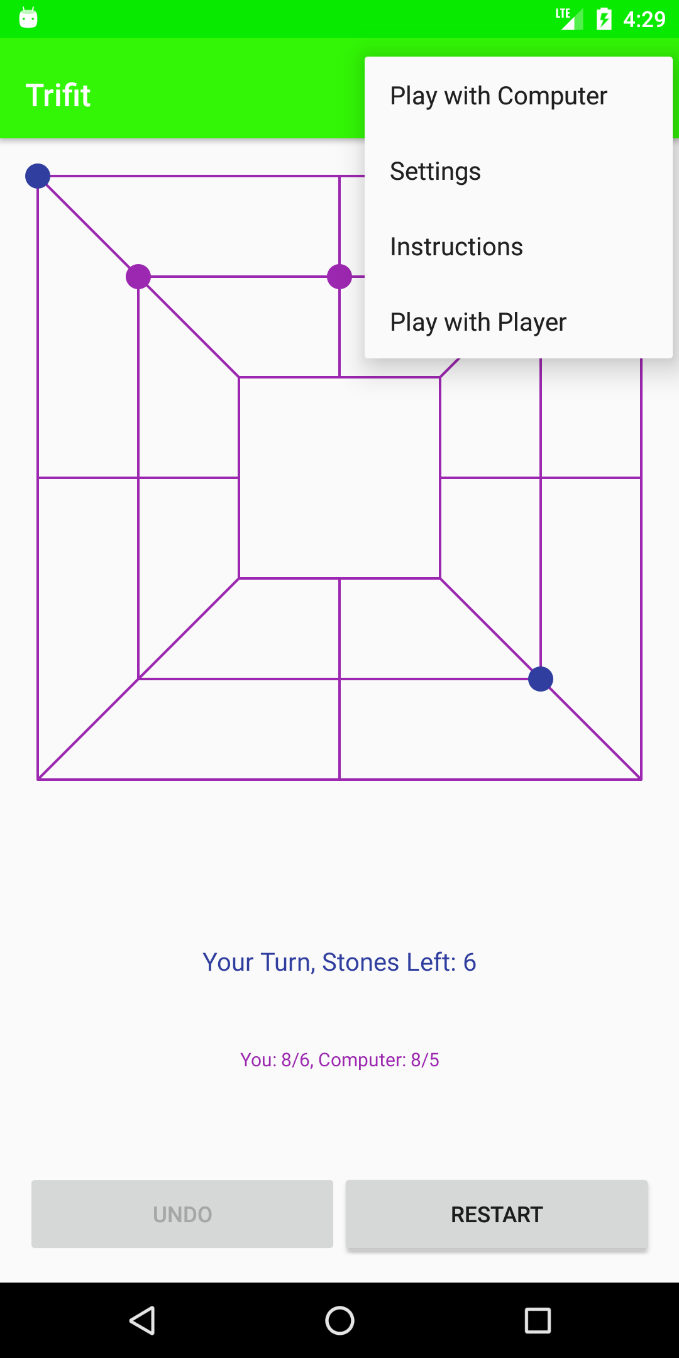 LTE 4:29
Trifit
Play with Computer
Settings
Instructions
Play with Player
Your Turn, Stones Left: 6
You: 8/6, Computer: 8/5
UNDO
RESTART